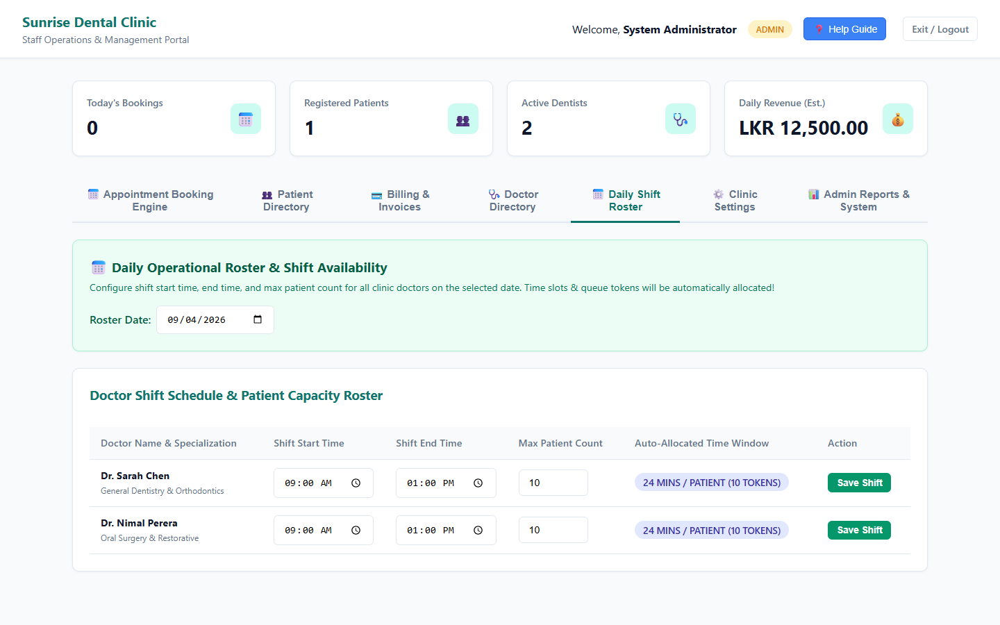 Sunrise Dental Clinic
Staff Operations & Management Portal
Welcome, System Administrator
ADMIN
Help Guide
Exit / Logout
Today's Bookings
0
Registered Patients
1
Active Dentists
2
Daily Revenue (Est.)
LKR 12,500.00
Appointment Booking
Engine
Patient
Directory
Billing &
Invoices
Doctor
Directory
Daily Shift
Roster
Clinic
Settings
Admin Reports &
System
Daily Operational Roster & Shift Availability
Configure shift start time, end time, and max patient count for all clinic doctors on the selected date. Time slots & queue tokens will be automatically allocated!
Roster Date: 09/04/2026
Doctor Shift Schedule & Patient Capacity Roster
Doctor Name & Specialization Shift Start Time Shift End Time Max Patient Count Auto-Allocated Time Window Action
Dr. Sarah Chen
General Dentistry & Orthodontics
09:00 AM 01:00 PM 10 24 MINS / PATIENT (10 TOKENS) Save Shift
Dr. Nimal Perera
Oral Surgery & Restorative
09:00 AM 01:00 PM 10 24 MINS / PATIENT (10 TOKENS) Save Shift